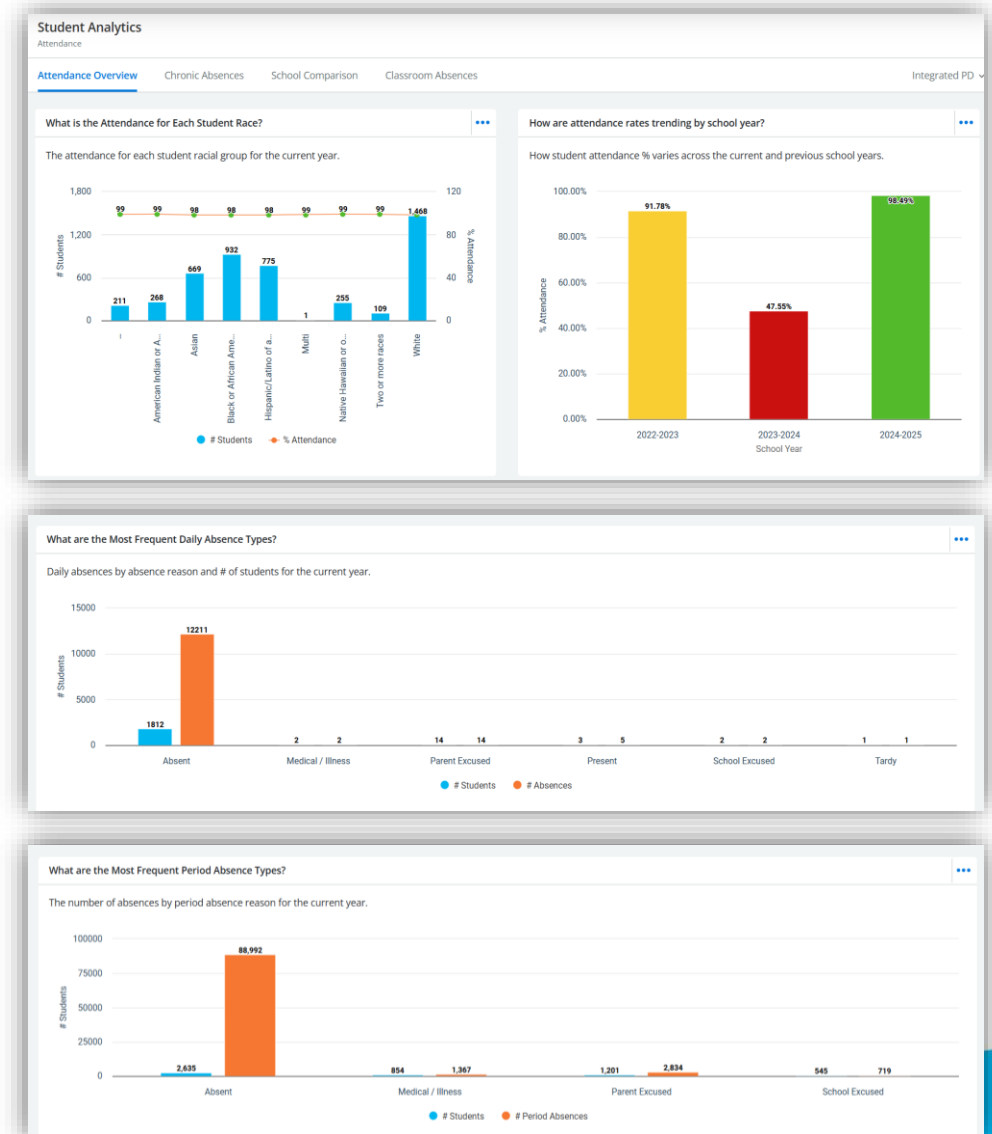 Student Analytics
Attendance
Attendance Overview Chronic Absences School Comparison Classroom Absences Integrated PD
What is the Attendance for Each Student Race? •••
The attendance for each student racial group for the current year.
1,800 120
99 99 98 98 98 99 99 99 1,468
1,200 80
932
775
669
600 40
211 268 255 109
1
0 0
# Students
% Attendance
--
American Indian or A...
Asian
Black or African Ame...
Hispanic/Latino of a...
Multi
Native Hawaiian or o...
Two or more races
White
# Students % Attendance
How are attendance rates trending by school year? •••
How student attendance % varies across the current and previous school years.
100.00%
91.78% 98.49%
80.00%
60.00%
47.55%
40.00%
20.00%
0.00%
% Attendance
2022-2023 2023-2024 2024-2025
School Year
What are the Most Frequent Daily Absence Types? •••
Daily absences by absence reason and # of students for the current year.
15000
12211
10000
5000
1812
0
2 2 14 14 3 5 2 2 1 1
# Students
Absent Medical / Illness Parent Excused Present School Excused Tardy
# Students # Absences
What are the Most Frequent Period Absence Types? •••
The number of absences by period absence reason for the current year.
100000
88,992
75000
50000
25000
0
2,635 854 1,367 1,201 2,834 545 719
# Students
Absent Medical / Illness Parent Excused School Excused
# Students # Period Absences